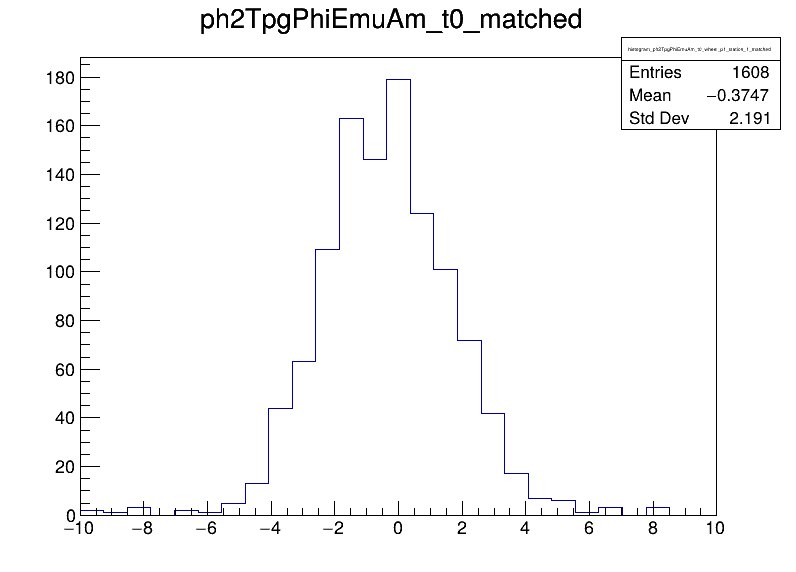 ph2TpgPhiEmuAm_t0_matched
histogram_ph2TpgPhiEmuAm_t0_wheel_p1_station_1_matched
Entries 1608
Mean −0.3747
Std Dev 2.191
180
160
140
120
100
80
60
40
20
0
−10 −8 −6 −4 −2 0 2 4 6 8 10